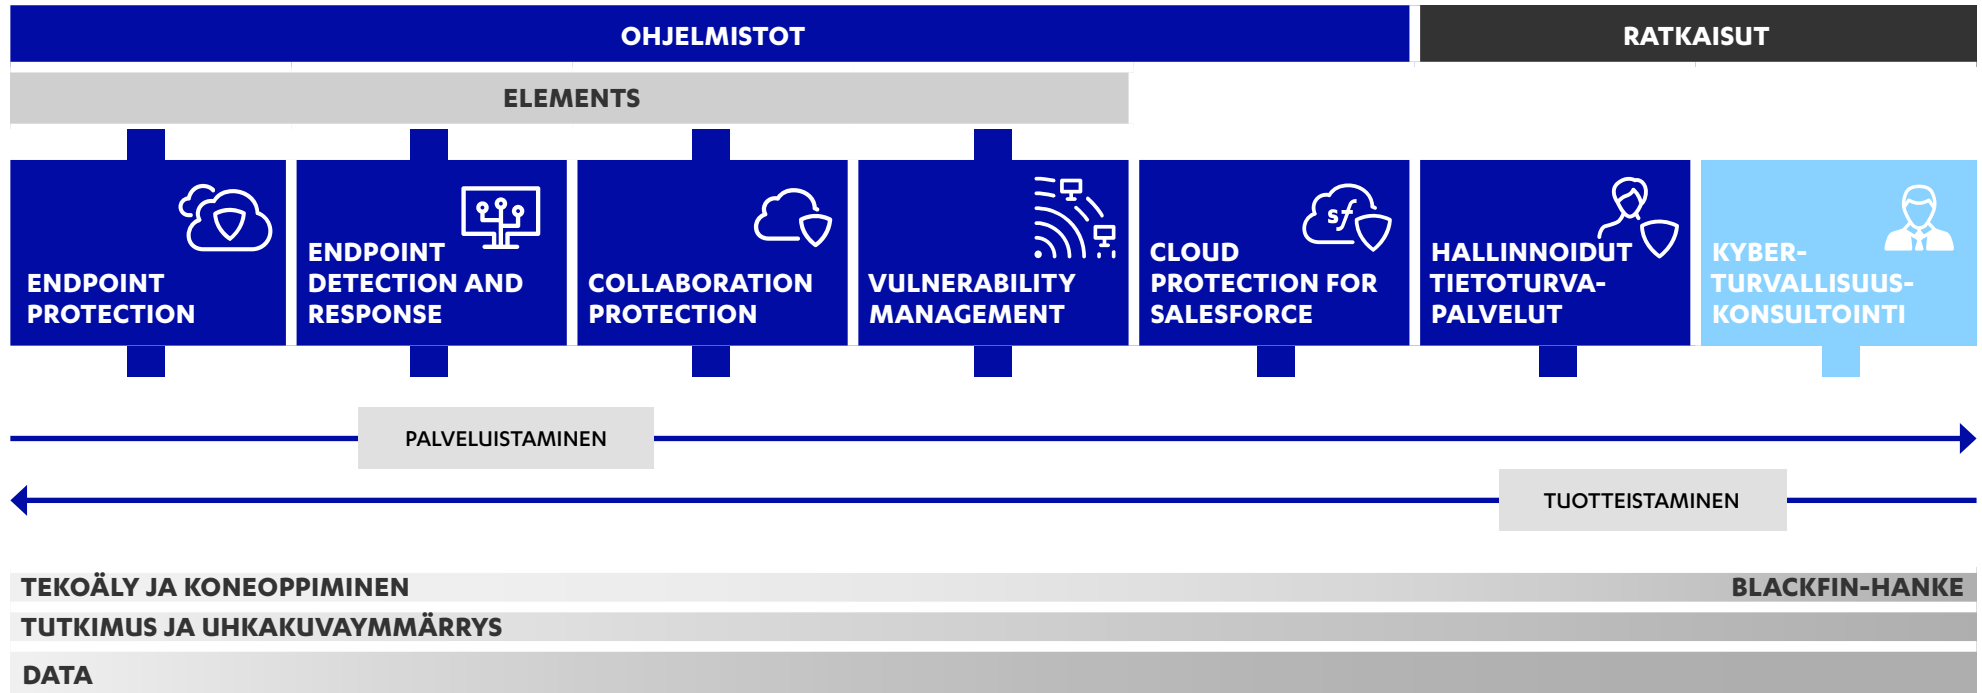 OHJELMISTOT
RATKAISUT
ELEMENTS
ENDPOINT
PROTECTION
ENDPOINT
DETECTION AND
RESPONSE
COLLABORATION
PROTECTION
VULNERABILITY
MANAGEMENT
sf
CLOUD
PROTECTION FOR
SALESFORCE
HALLINNOIDUT
TIETOTURVA-
PALVELUT
KYBER-
TURVALLISUUS-
KONSULTOINTI
PALVELUISTAMINEN
TUOTTEISTAMINEN
TEKOÄLY JA KONEOPPIMINEN
BLACKFIN-HANKE
TUTKIMUS JA UHKAKUVAYMMÄRRYS
DATA